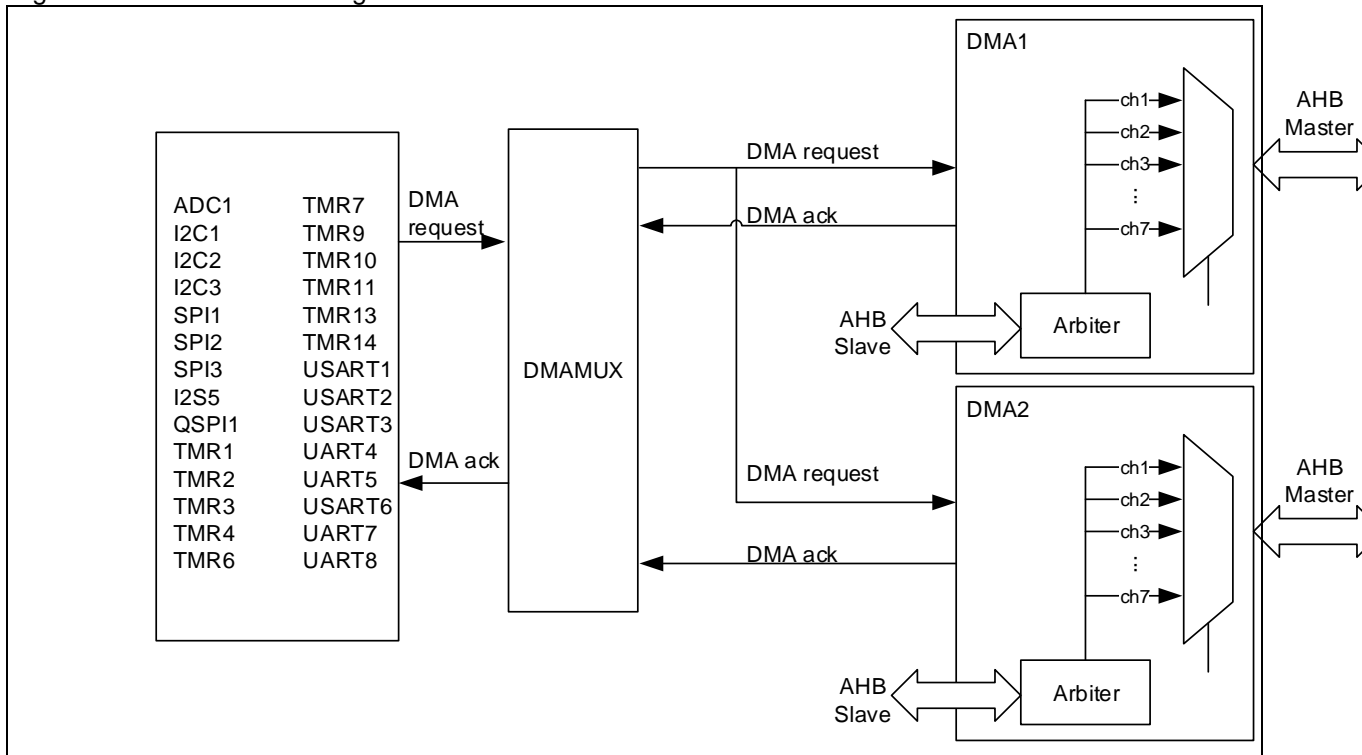 DMA1
ch1
ch2
ch3
...
ch7
AHB
Master
Arbiter
AHB
Slave
DMA request
DMA ack
ADC1 TMR7
I2C1 TMR9
I2C2 TMR10
I2C3 TMR11
SPI1 TMR13
SPI2 TMR14
SPI3 USART1
I2S5 USART2
QSPI1 USART3
TMR1 UART4
TMR2 UART5
TMR3 USART6
TMR4 UART7
TMR6 UART8
DMA
request
DMA ack
DMAMUX
DMA2
ch1
ch2
ch3
...
ch7
AHB
Master
Arbiter
AHB
Slave
DMA request
DMA ack